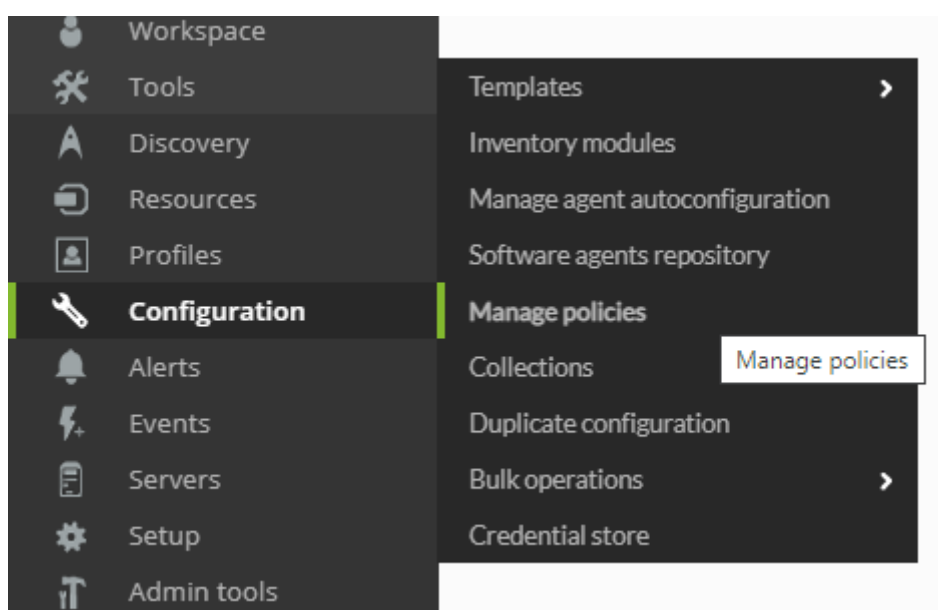 Workspace
Tools
Discovery
Resources
Profiles
Configuration
Alerts
Events
Servers
Setup
Admin tools
Templates
Inventory modules
Manage agent autoconfiguration
Software agents repository
Manage policies
Collections
Manage policies
Duplicate configuration
Bulk operations
Credential store